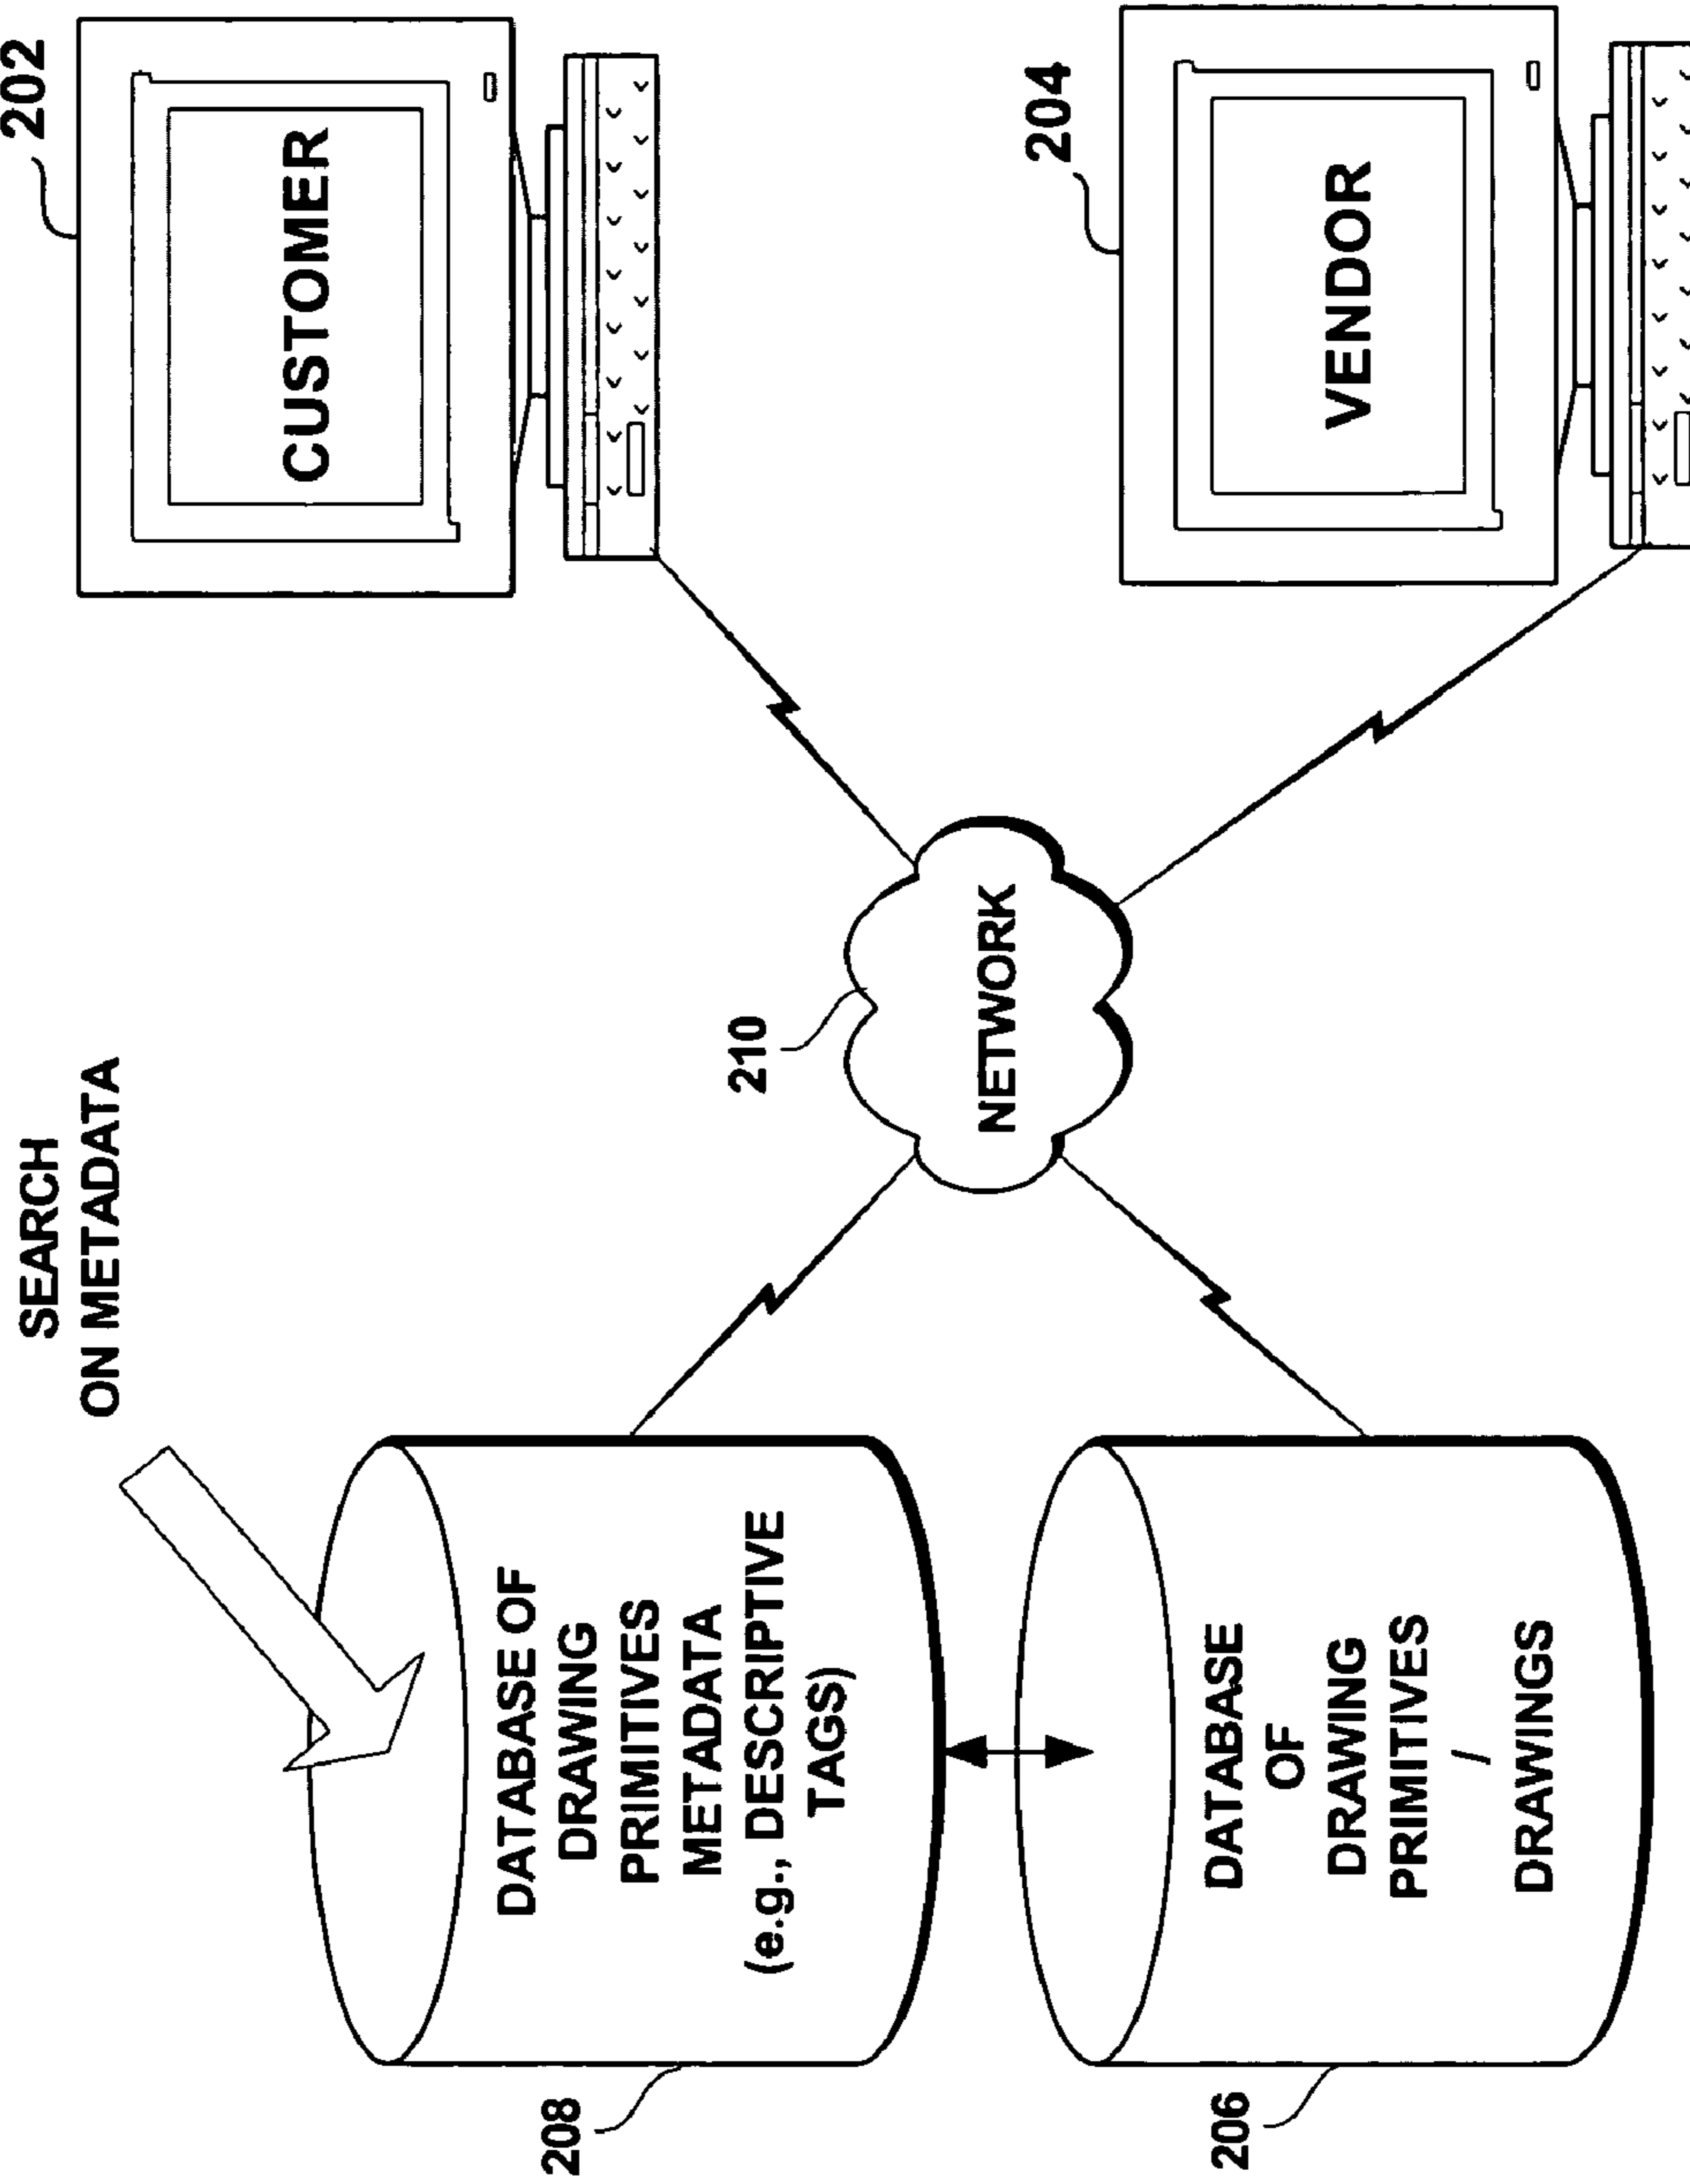 SEARCH
ON METADATA
202
CUSTOMER
208
DATABASE OF
DRAWING
PRIMITIVES
METADATA
(e.g., DESCRIPTIVE
TAGS)
210
NETWORK
204
VENDOR
206
DATABASE
OF
DRAWING
PRIMITIVES
/
DRAWINGS